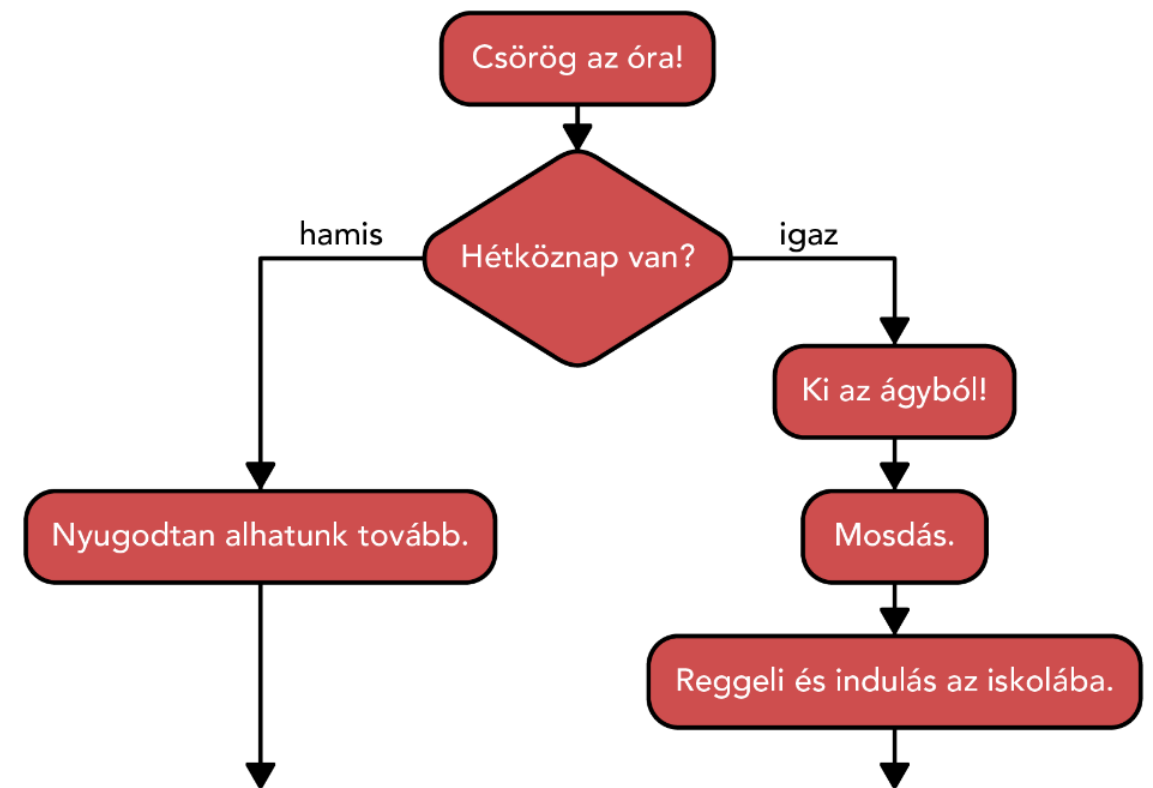 Csörög az óra!
hamis
igaz
Hétköznap van?
Ki az ágyból!
Nyugodtan alhatunk tovább.
Mosdás.
Reggeli és indulás az iskolába.